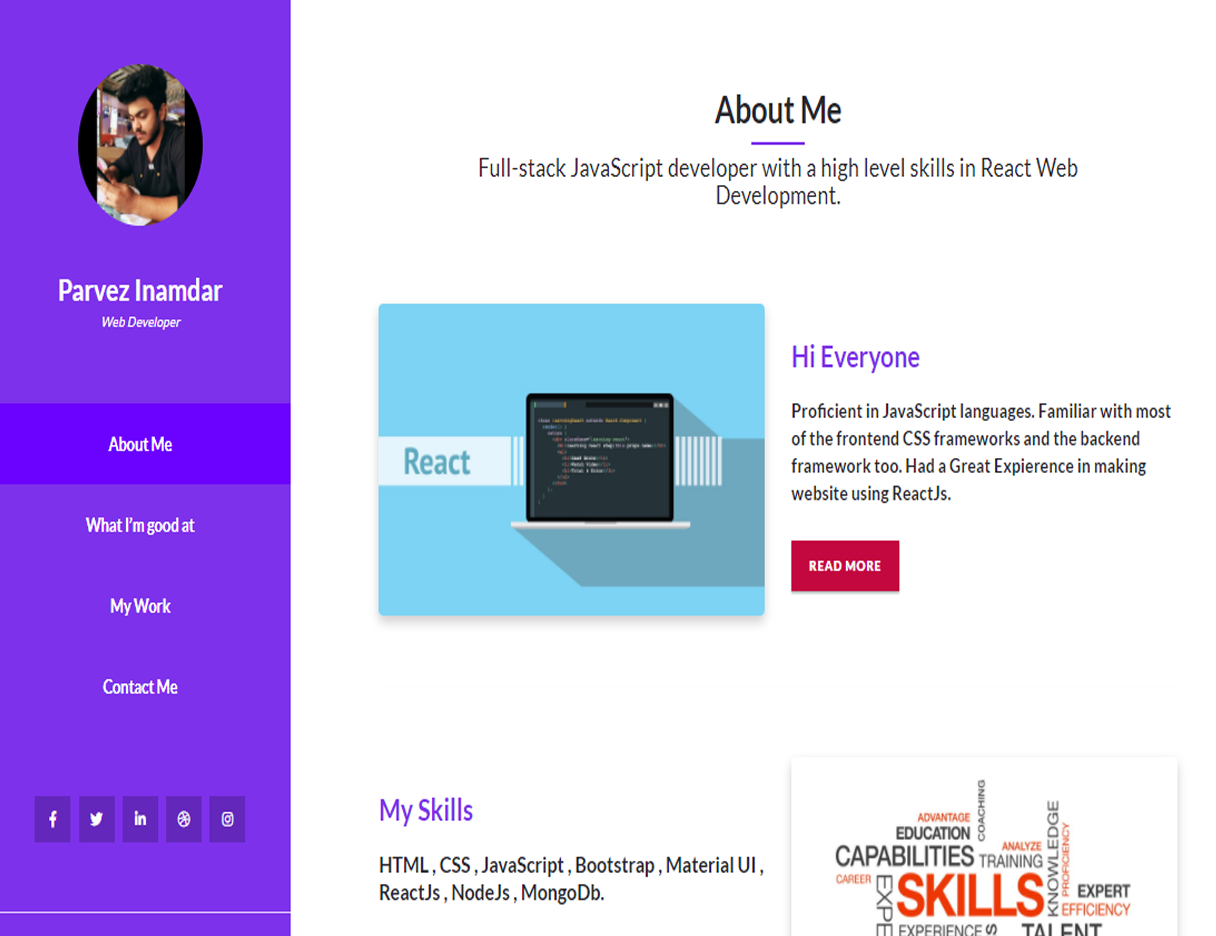 Parvez Inamdar
Web Developer
About Me
What I'm good at
My Work
Contact Me
About Me
Full-stack JavaScript developer with a high level skills in React Web
Development.
React
Hi Everyone
Proficient in JavaScript languages. Familiar with most
of the frontend CSS frameworks and the backend
framework too. Had a Great Expierence in making
website using ReactJs.
READ MORE
My Skills
HTML , CSS , JavaScript , Bootstrap , Material UI ,
ReactJs , NodeJs , MongoDb.
COACHING
ADVANTAGE
EDUCATION
KNOWLEDGE
ANALYZE
PROFICIENCY
CAPABILITIES
TRAINING
CAREER
SKILLS
EXPERT
EFFICIENCY
EXPERIENCE
TALENT